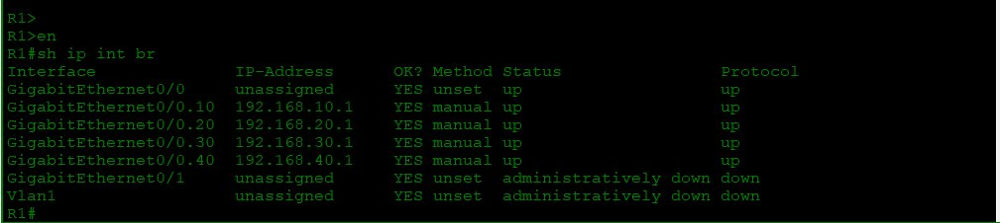 R1>
R1>en
R1#sh ip int br
Interface              IP-Address      OK? Method Status                Protocol
GigabitEthernet0/0     unassigned      YES unset  up                    up
GigabitEthernet0/0.10  192.168.10.1    YES manual up                    up
GigabitEthernet0/0.20  192.168.20.1    YES manual up                    up
GigabitEthernet0/0.30  192.168.30.1    YES manual up                    up
GigabitEthernet0/0.40  192.168.40.1    YES manual up                    up
GigabitEthernet0/1     unassigned      YES unset  administratively down down
Vlan1                  unassigned      YES unset  administratively down down
R1#